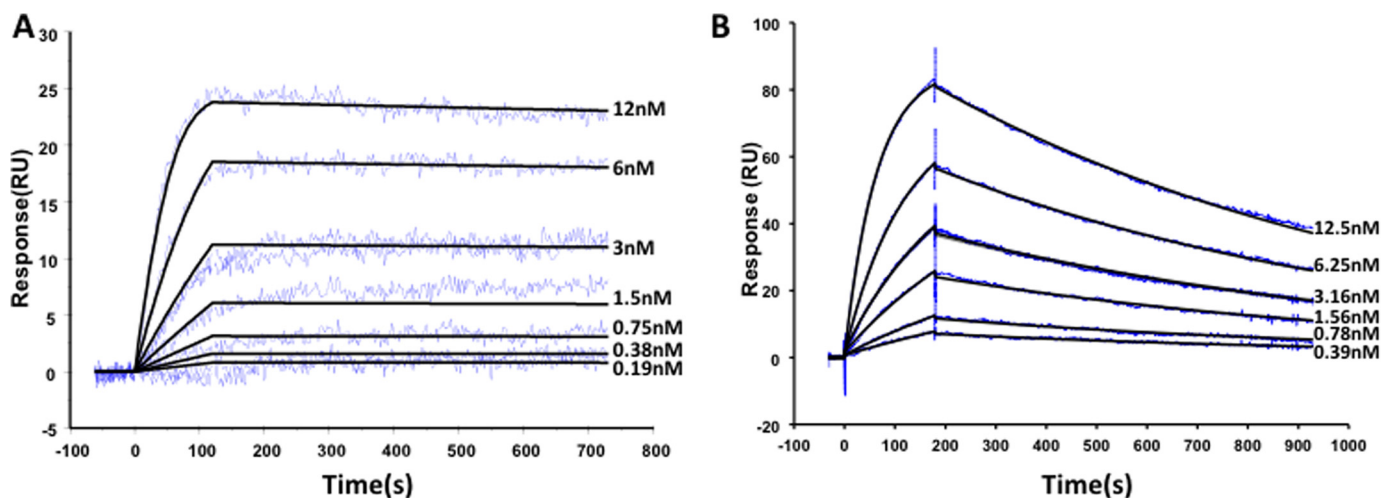 A
30
25
20
15
10
5
0
-5
Response(RU)
-100 0 100 200 300 400 500 600 700 800
Time(s)
12nM
6nM
3nM
1.5nM
0.75nM
0.38nM
0.19nM
B
100
80
60
40
20
0
-20
Response (RU)
-100 0 100 200 300 400 500 600 700 800 900 1000
Time(s)
12.5nM
6.25nM
3.16nM
1.56nM
0.78nM
0.39nM